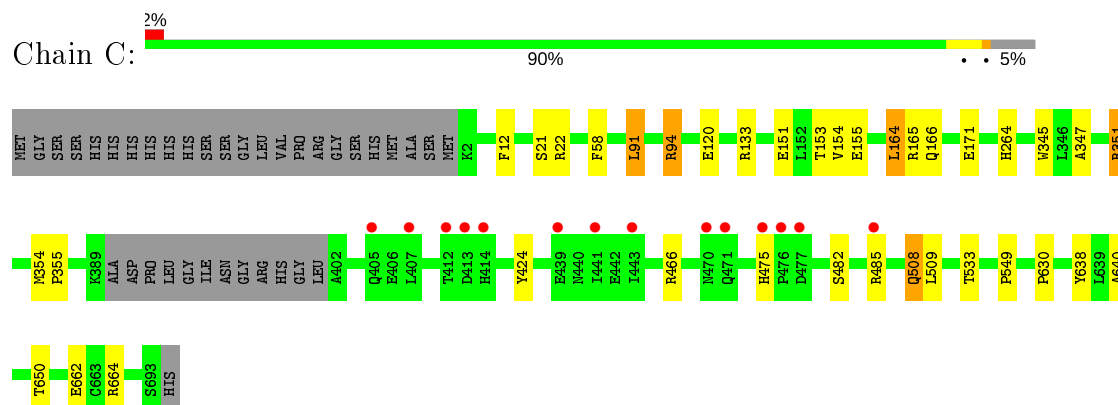 2%
Chain C:
90%
• •
5%
MET GLY SER SER HIS HIS HIS HIS HIS HIS SER SER GLY LEU VAL PRO ARG GLY SER HIS MET ALA SER MET K2 F12 S21 R22 F58 L91 R94 E120 R133 E151 L152 T153 V154 E155 L164 R165 Q166 E171 H264 W345 L346 A347 R351
M354 P355 K389 ALA ASP PRO LEU GLY ILE ASN GLY ARG HIS GLY LEU A402 Q405 E406 L407 T412 D413 H414 Y424 E439 N440 I441 E442 I443 R466 N470 Q471 H475 P476 D477 S482 R485 Q508 L509 T533 P549 P630 Y638 L639 A640
T650 E662 C663 R664 S693 HIS